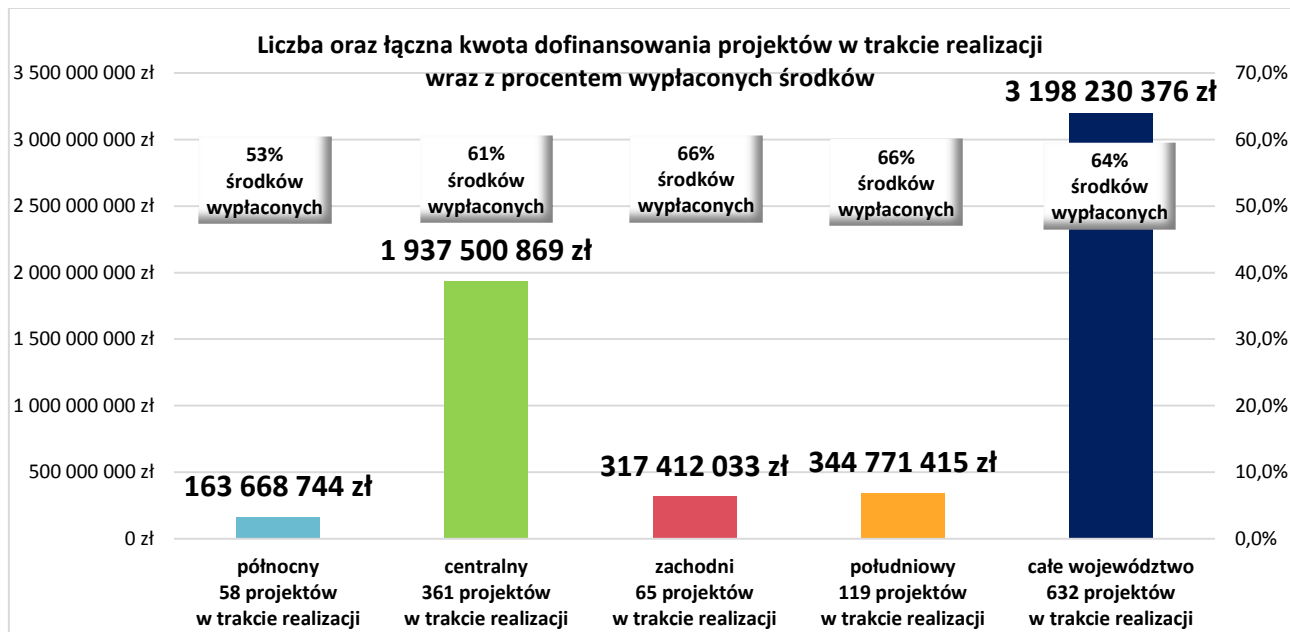 Liczba oraz łączna kwota dofinansowania projektów w trakcie realizacji
wraz z procentem wypłaconych środków
3 500 000 000 zł
3 000 000 000 zł
2 500 000 000 zł
2 000 000 000 zł
1 500 000 000 zł
1 000 000 000 zł
500 000 000 zł
0 zł
70,0%
60,0%
50,0%
40,0%
30,0%
20,0%
10,0%
0,0%
53%
środków
wypłaconych
61%
środków
wypłaconych
66%
środków
wypłaconych
66%
środków
wypłaconych
64%
środków
wypłaconych
163 668 744 zł
1 937 500 869 zł
317 412 033 zł
344 771 415 zł
3 198 230 376 zł
północny
58 projektów
w trakcie realizacji
centralny
361 projektów
w trakcie realizacji
zachodni
65 projektów
w trakcie realizacji
południowy
119 projektów
w trakcie realizacji
całe województwo
632 projektów
w trakcie realizacji